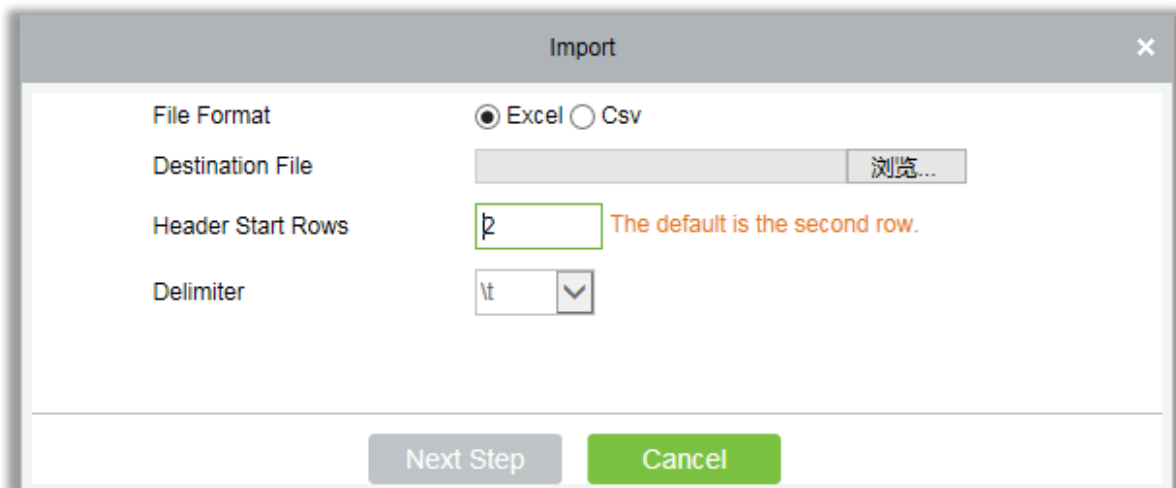 Import
File Format Excel Csv
Destination File 浏览...
Header Start Rows 2 The default is the second row.
Delimiter \t
Next Step Cancel